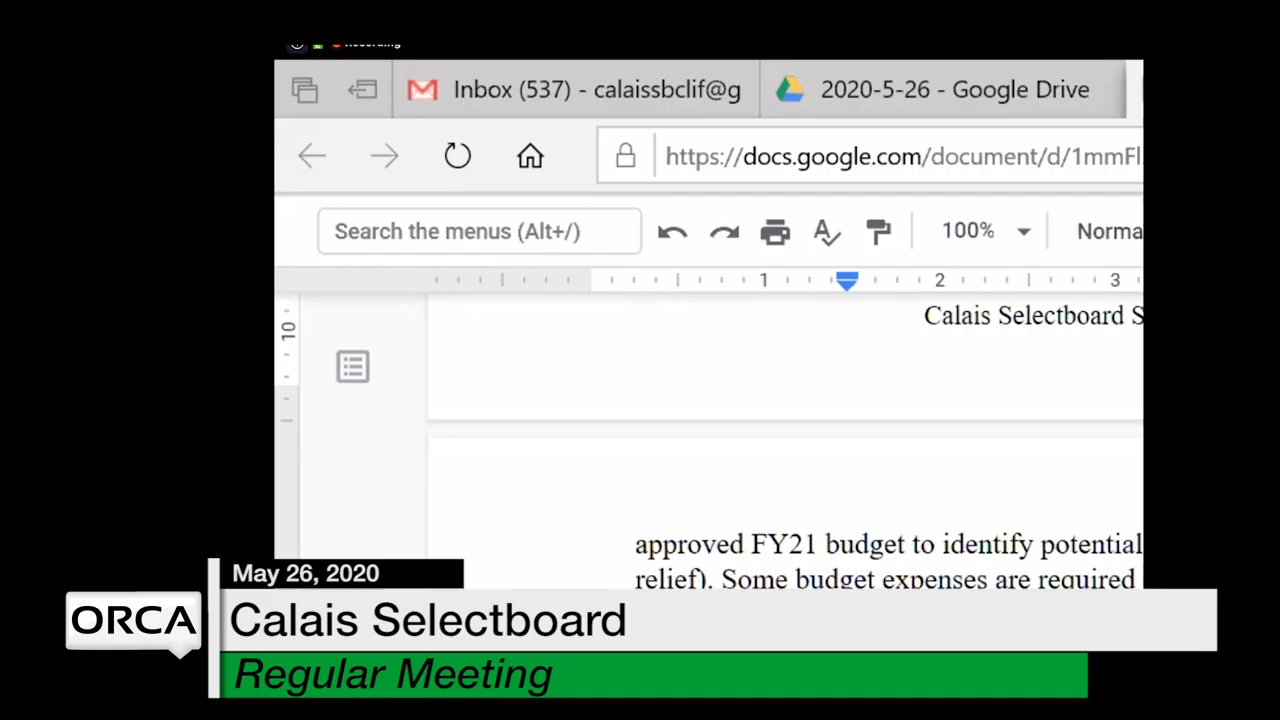 Recording
Inbox (537) - calaissbclif@g
2020-5-26 - Google Drive
https://docs.google.com/document/d/1mmFl
Search the menus (Alt+/)
100%
Norma
1 2 3
Calais Selectboard S
10
approved FY21 budget to identify potential
relief). Some budget expenses are required
May 26, 2020
ORCA
Calais Selectboard
Regular Meeting